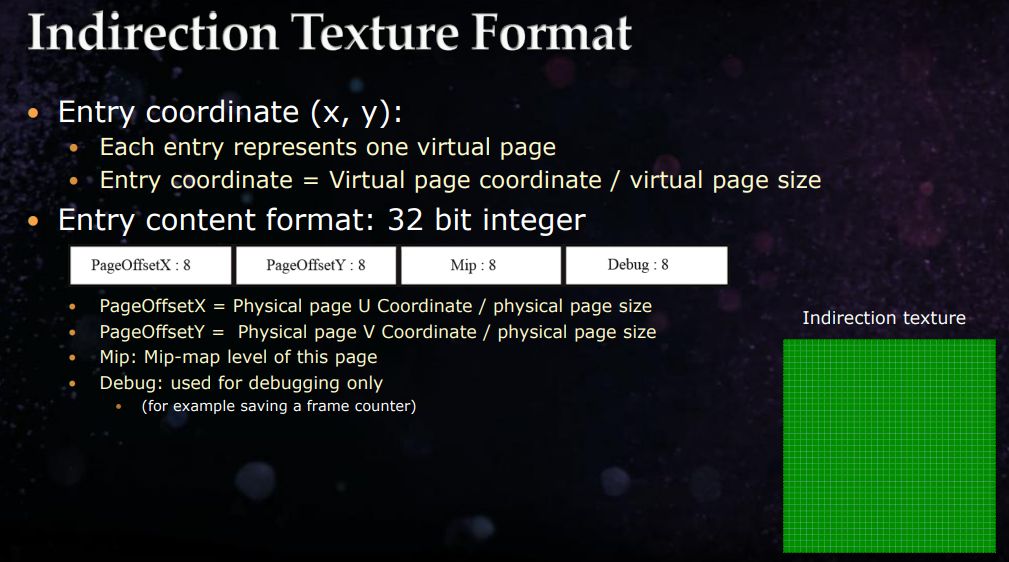 Indirection Texture Format
Entry coordinate (x, y):
Each entry represents one virtual page
Entry coordinate = Virtual page coordinate / virtual page size
Entry content format: 32 bit integer
PageOffsetX : 8 PageOffsetY : 8 Mip : 8 Debug : 8
PageOffsetX = Physical page U Coordinate / physical page size
PageOffsetY =  Physical page V Coordinate / physical page size
Mip: Mip-map level of this page
Debug: used for debugging only
(for example saving a frame counter)
Indirection texture